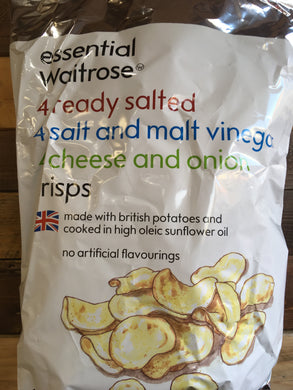 essential
Waitrose
4 ready salted
4 salt and malt vinega
4 cheese and onion
risps
made with british potatoes and
cooked in high oleic sunflower oil
no artificial flavourings